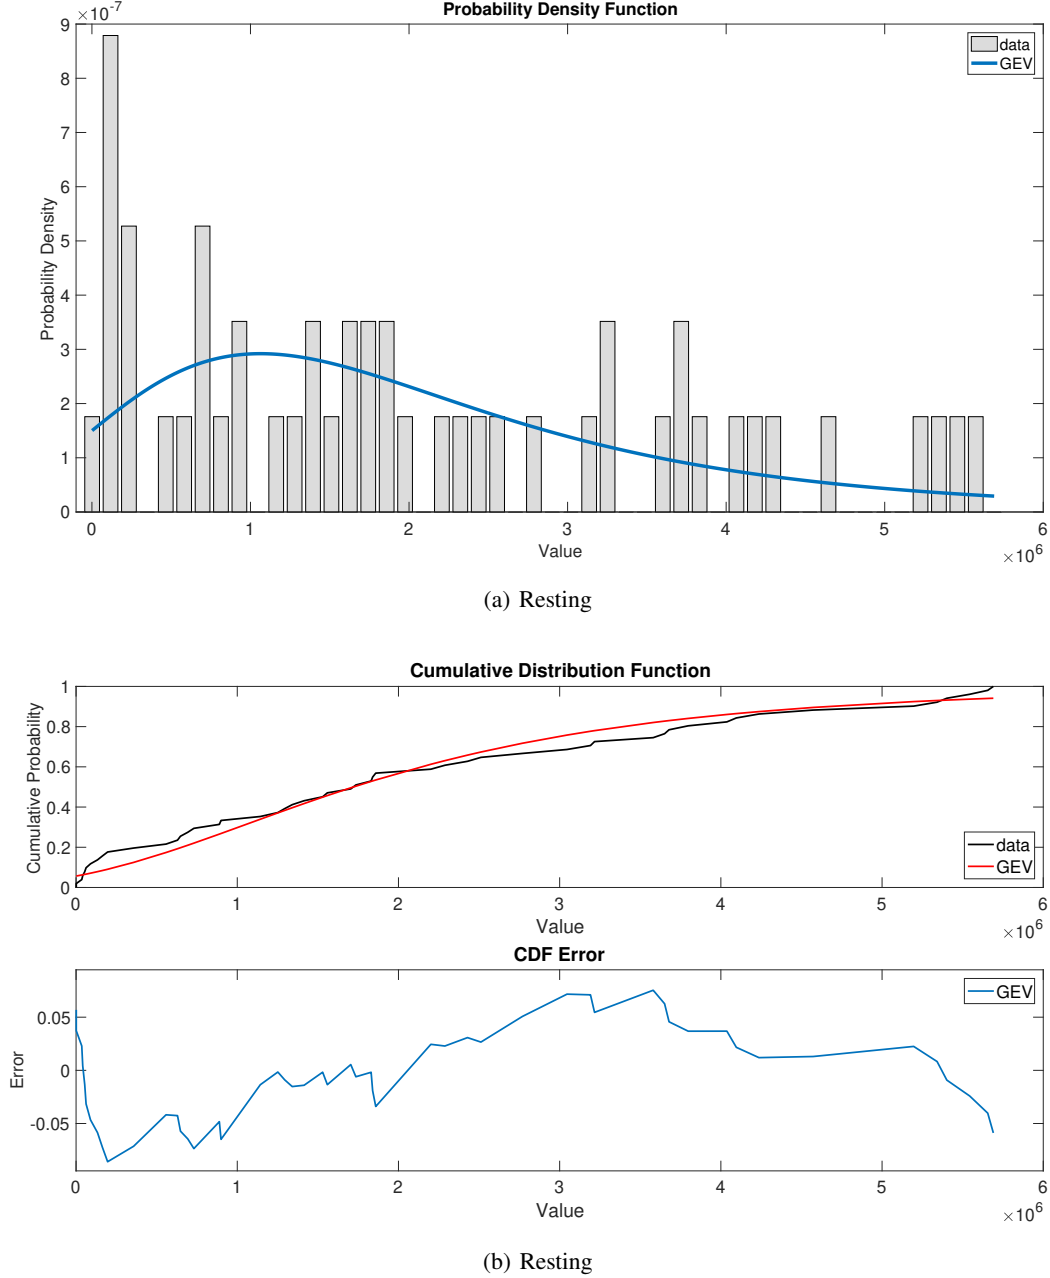 Probability Density Function
×10⁻⁷
9
8
7
6
5
4
3
2
1
0
Probability Density
data
GEV
0 1 2 3 4 5 6
Value
×10⁶
(a) Resting
Cumulative Distribution Function
1
0.8
0.6
0.4
0.2
0
Cumulative Probability
data
GEV
0 1 2 3 4 5 6
Value
×10⁶
CDF Error
0.05
0
-0.05
Error
GEV
0 1 2 3 4 5 6
Value
×10⁶
(b) Resting